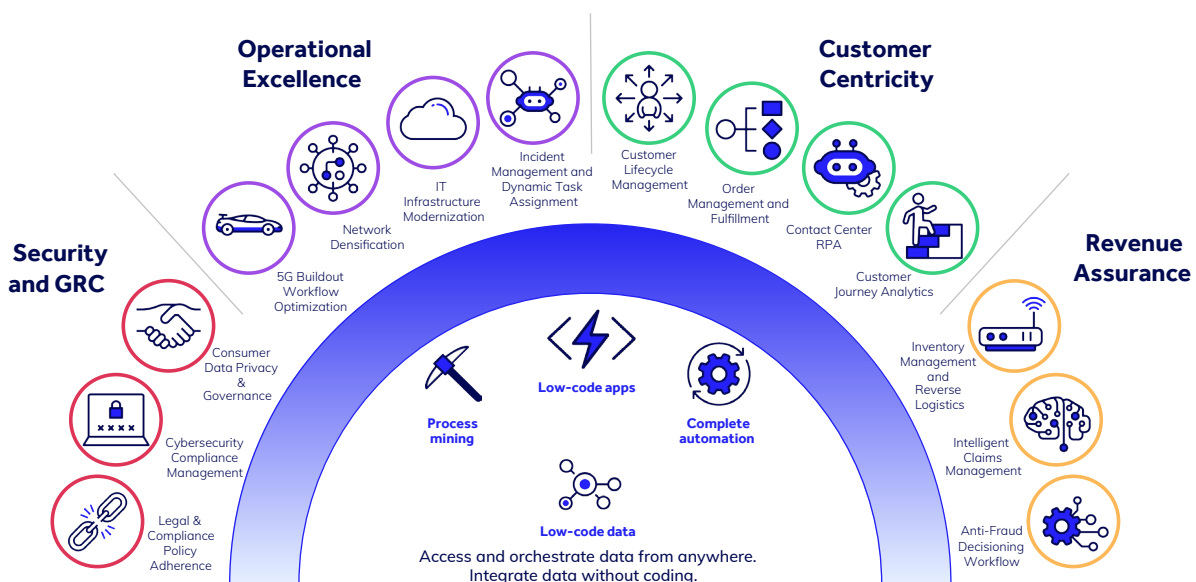 Operational
Excellence
Customer
Centricity
Security
and GRC
Revenue
Assurance
Legal &
Compliance
Policy
Adherence
Cybersecurity
Compliance
Management
Consumer
Data Privacy
&
Governance
5G Buildout
Workflow
Optimization
Network
Densification
IT
Infrastructure
Modernization
Incident
Management and
Dynamic Task
Assignment
Customer
Lifecycle
Management
Order
Management and
Fulfillment
Contact Center
RPA
Customer
Journey Analytics
Inventory
Management
and
Reverse
Logistics
Intelligent
Claims
Management
Anti-Fraud
Decisioning
Workflow
Process
mining
Low-code apps
Complete
automation
Low-code data
Access and orchestrate data from anywhere.
Integrate data without coding.